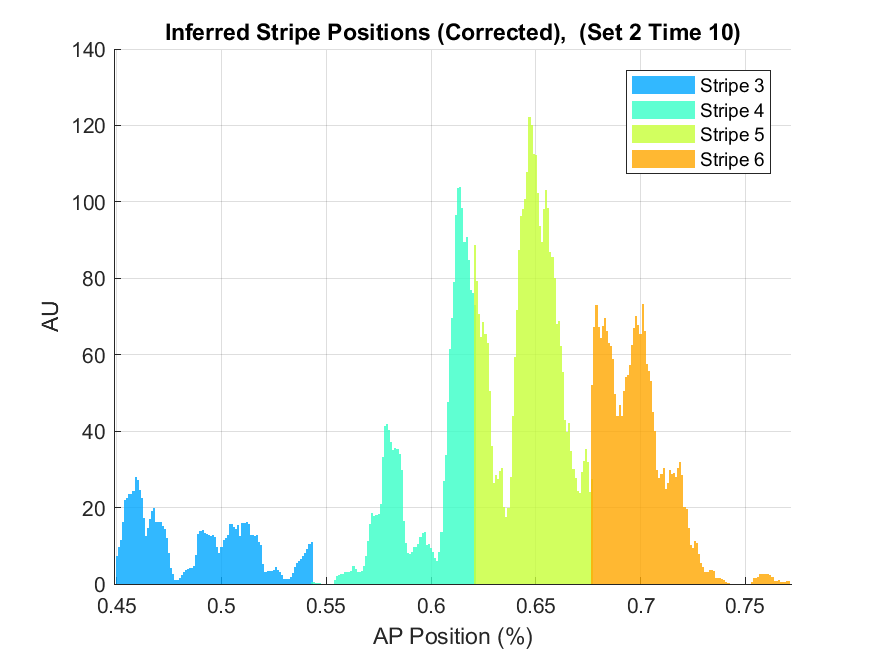 Inferred Stripe Positions (Corrected),  (Set 2 Time 10)
140
120
100
80
60
40
20
0
AU
Stripe 3
Stripe 4
Stripe 5
Stripe 6
0.45 0.5 0.55 0.6 0.65 0.7 0.75
AP Position (%)